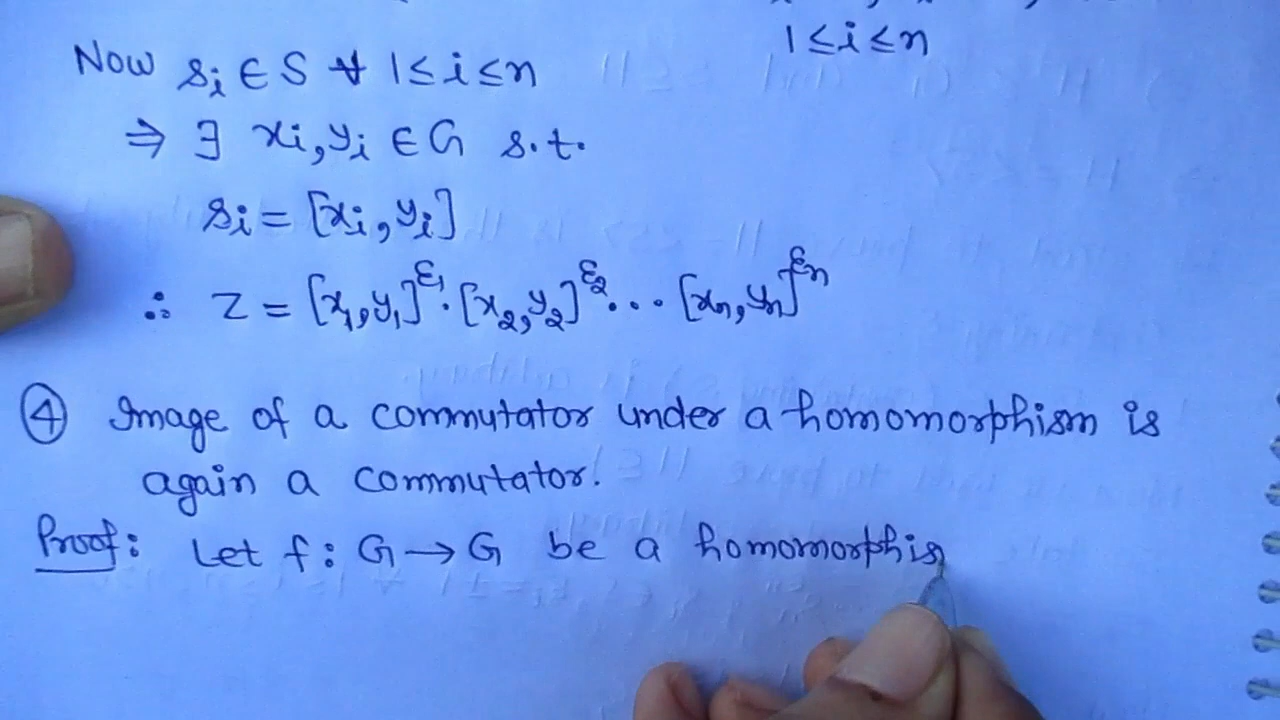 1 ≤ i ≤ n
Now sᵢ ∈ S ∀ 1 ≤ i ≤ n
⇒ ∃ xᵢ, yᵢ ∈ G s.t.
sᵢ = [xᵢ, yᵢ]
∴ z = [x₁, y₁]^ε₁ · [x₂, y₂]^ε₂ ... [xₙ, yₙ]^εₙ
④ Image of a commutator under a homomorphism is
again a commutator.
Proof: Let f : G → G be a homomorphis